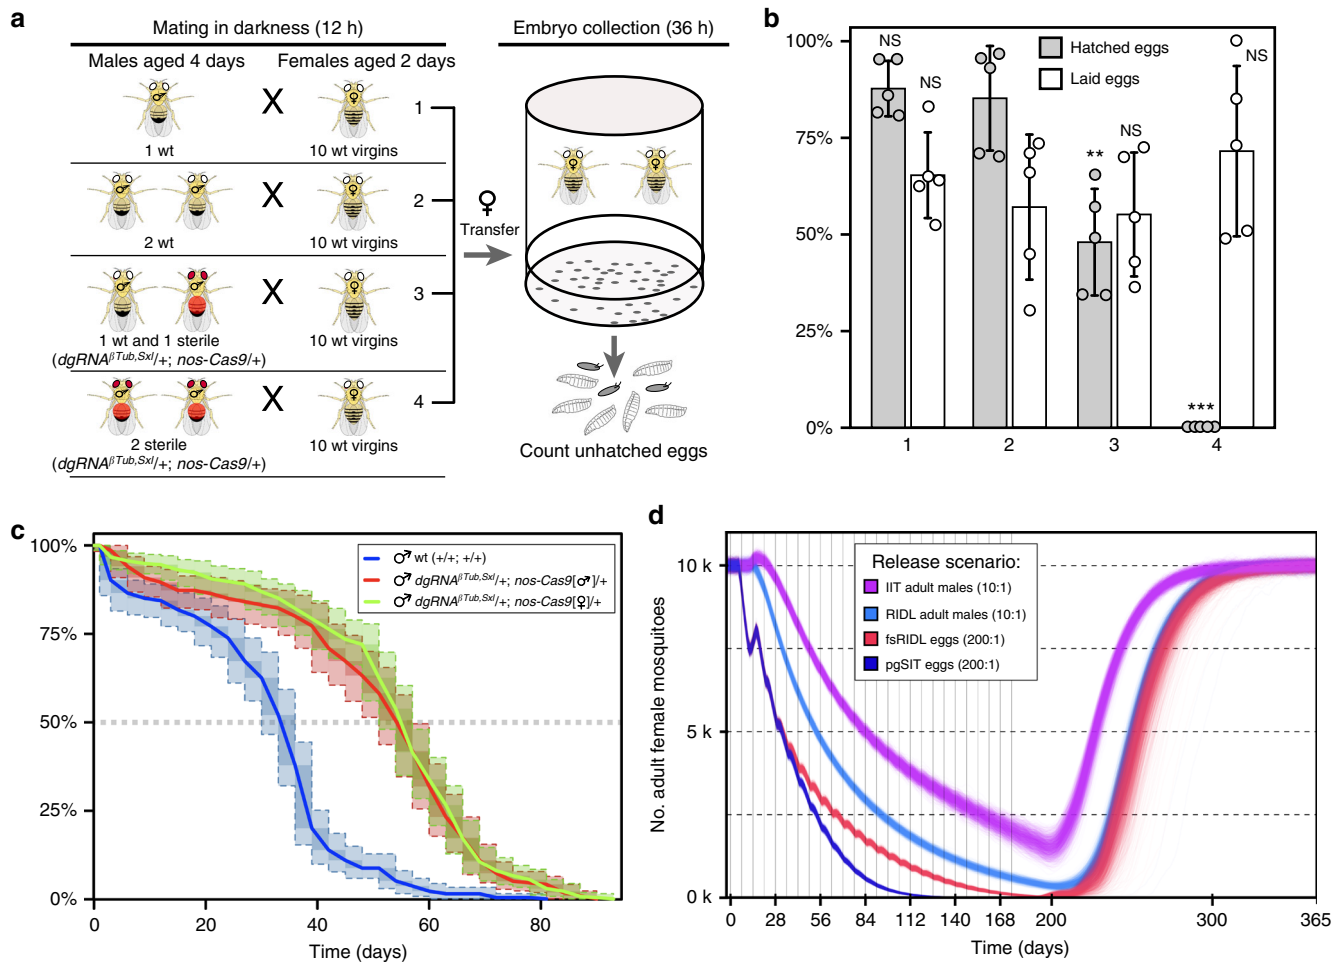 a
Mating in darkness (12 h)
Embryo collection (36 h)
Males aged 4 days
Females aged 2 days
♂
X
♀
1
1 wt
10 wt virgins
♂ ♂
X
♀
2
2 wt
10 wt virgins
♂ ♂
X
♀
3
1 wt and 1 sterile
10 wt virgins
(dgRNAβTub,Sxl/+; nos-Cas9/+)
♂ ♂
X
♀
4
2 sterile
10 wt virgins
(dgRNAβTub,Sxl/+; nos-Cas9/+)
♀
Transfer
♀ ♀
Count unhatched eggs
b
100%
75%
50%
25%
0%
NS
NS
**
NS
***
NS
Hatched eggs
Laid eggs
1 2 3 4
c
100%
75%
50%
25%
0%
♂ wt (+/+; +/+)
♂ dgRNAβTub,Sxl/+; nos-Cas9[♂]/+
♂ dgRNAβTub,Sxl/+; nos-Cas9[♀]/+
0 20 40 60 80
Time (days)
d
No. adult female mosquitoes
10 k
5 k
0 k
Release scenario:
IIT adult males (10:1)
RIDL adult males (10:1)
fsRIDL eggs (200:1)
pgSIT eggs (200:1)
0 28 56 84 112 140 168 200 300 365
Time (days)